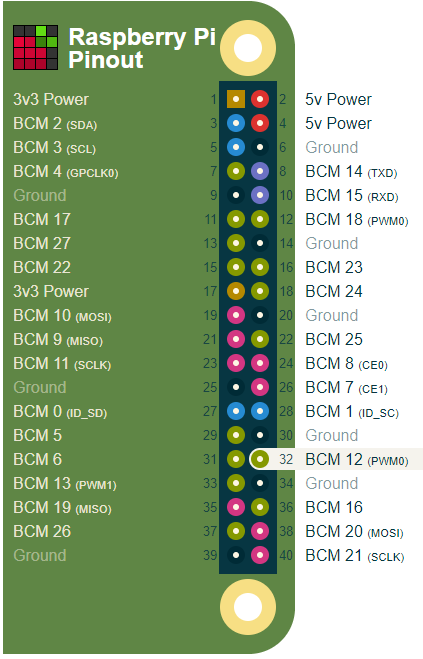 Raspberry Pi
Pinout
3v3 Power 1 2 5v Power
BCM 2 (SDA) 3 4 5v Power
BCM 3 (SCL) 5 6 Ground
BCM 4 (GPCLK0) 7 8 BCM 14 (TXD)
Ground 9 10 BCM 15 (RXD)
BCM 17 11 12 BCM 18 (PWM0)
BCM 27 13 14 Ground
BCM 22 15 16 BCM 23
3v3 Power 17 18 BCM 24
BCM 10 (MOSI) 19 20 Ground
BCM 9 (MISO) 21 22 BCM 25
BCM 11 (SCLK) 23 24 BCM 8 (CE0)
Ground 25 26 BCM 7 (CE1)
BCM 0 (ID_SD) 27 28 BCM 1 (ID_SC)
BCM 5 29 30 Ground
BCM 6 31 32 BCM 12 (PWM0)
BCM 13 (PWM1) 33 34 Ground
BCM 19 (MISO) 35 36 BCM 16
BCM 26 37 38 BCM 20 (MOSI)
Ground 39 40 BCM 21 (SCLK)